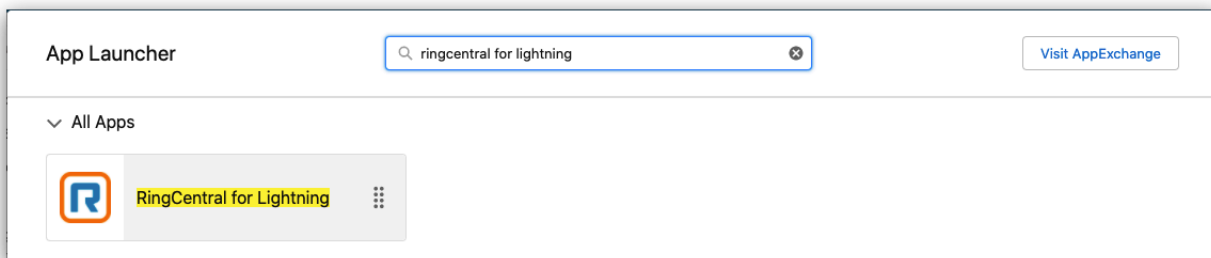 App Launcher
ringcentral for lightning
Visit AppExchange
All Apps
R
RingCentral for Lightning